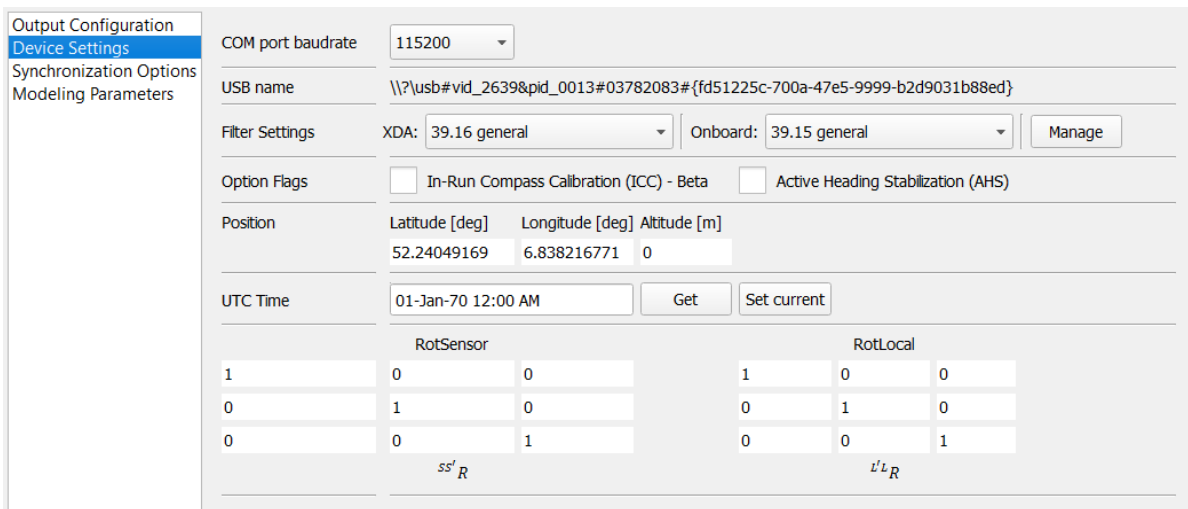 Output Configuration
Device Settings
Synchronization Options
Modeling Parameters
COM port baudrate 115200
USB name \\?\usb#vid_2639&pid_0013#03782083#{fd51225c-700a-47e5-9999-b2d9031b88ed}
Filter Settings XDA: 39.16 general Onboard: 39.15 general Manage
Option Flags In-Run Compass Calibration (ICC) - Beta Active Heading Stabilization (AHS)
Position Latitude [deg] Longitude [deg] Altitude [m]
52.24049169 6.838216771 0
UTC Time 01-Jan-70 12:00 AM Get Set current
RotSensor RotLocal
1 0 0 1 0 0
0 1 0 0 1 0
0 0 1 0 0 1
SS'R L'LR